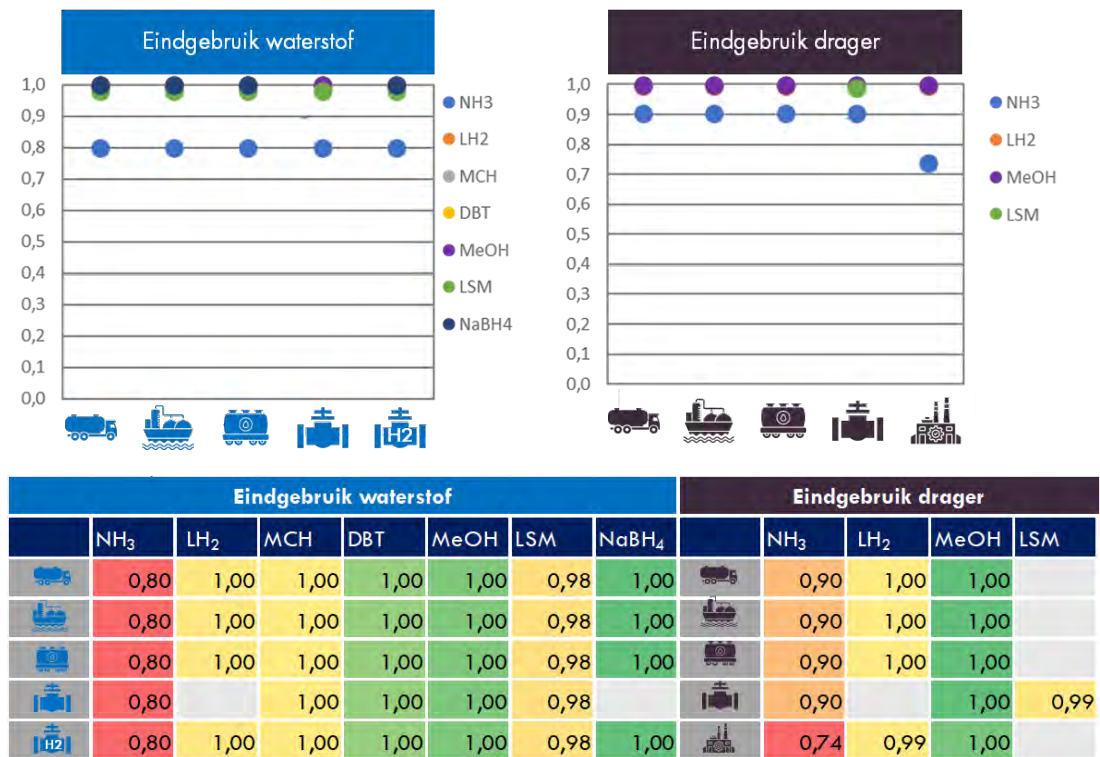 Eindgebruik waterstof
1,0
0,9
0,8
0,7
0,6
0,5
0,4
0,3
0,2
0,1
0,0
NH3
LH2
MCH
DBT
MeOH
LSM
NaBH4
H2
Eindgebruik drager
1,0
0,9
0,8
0,7
0,6
0,5
0,4
0,3
0,2
0,1
0,0
NH3
LH2
MeOH
LSM
Eindgebruik waterstof Eindgebruik drager
NH₃ LH₂ MCH DBT MeOH LSM NaBH₄ NH₃ LH₂ MeOH LSM
0,80 1,00 1,00 1,00 1,00 0,98 1,00 0,90 1,00 1,00
0,80 1,00 1,00 1,00 1,00 0,98 1,00 0,90 1,00 1,00
0,80 1,00 1,00 1,00 1,00 0,98 1,00 0,90 1,00 1,00
0,80 1,00 1,00 1,00 0,98 0,90 1,00 0,99
H2 0,80 1,00 1,00 1,00 1,00 0,98 1,00 0,74 0,99 1,00